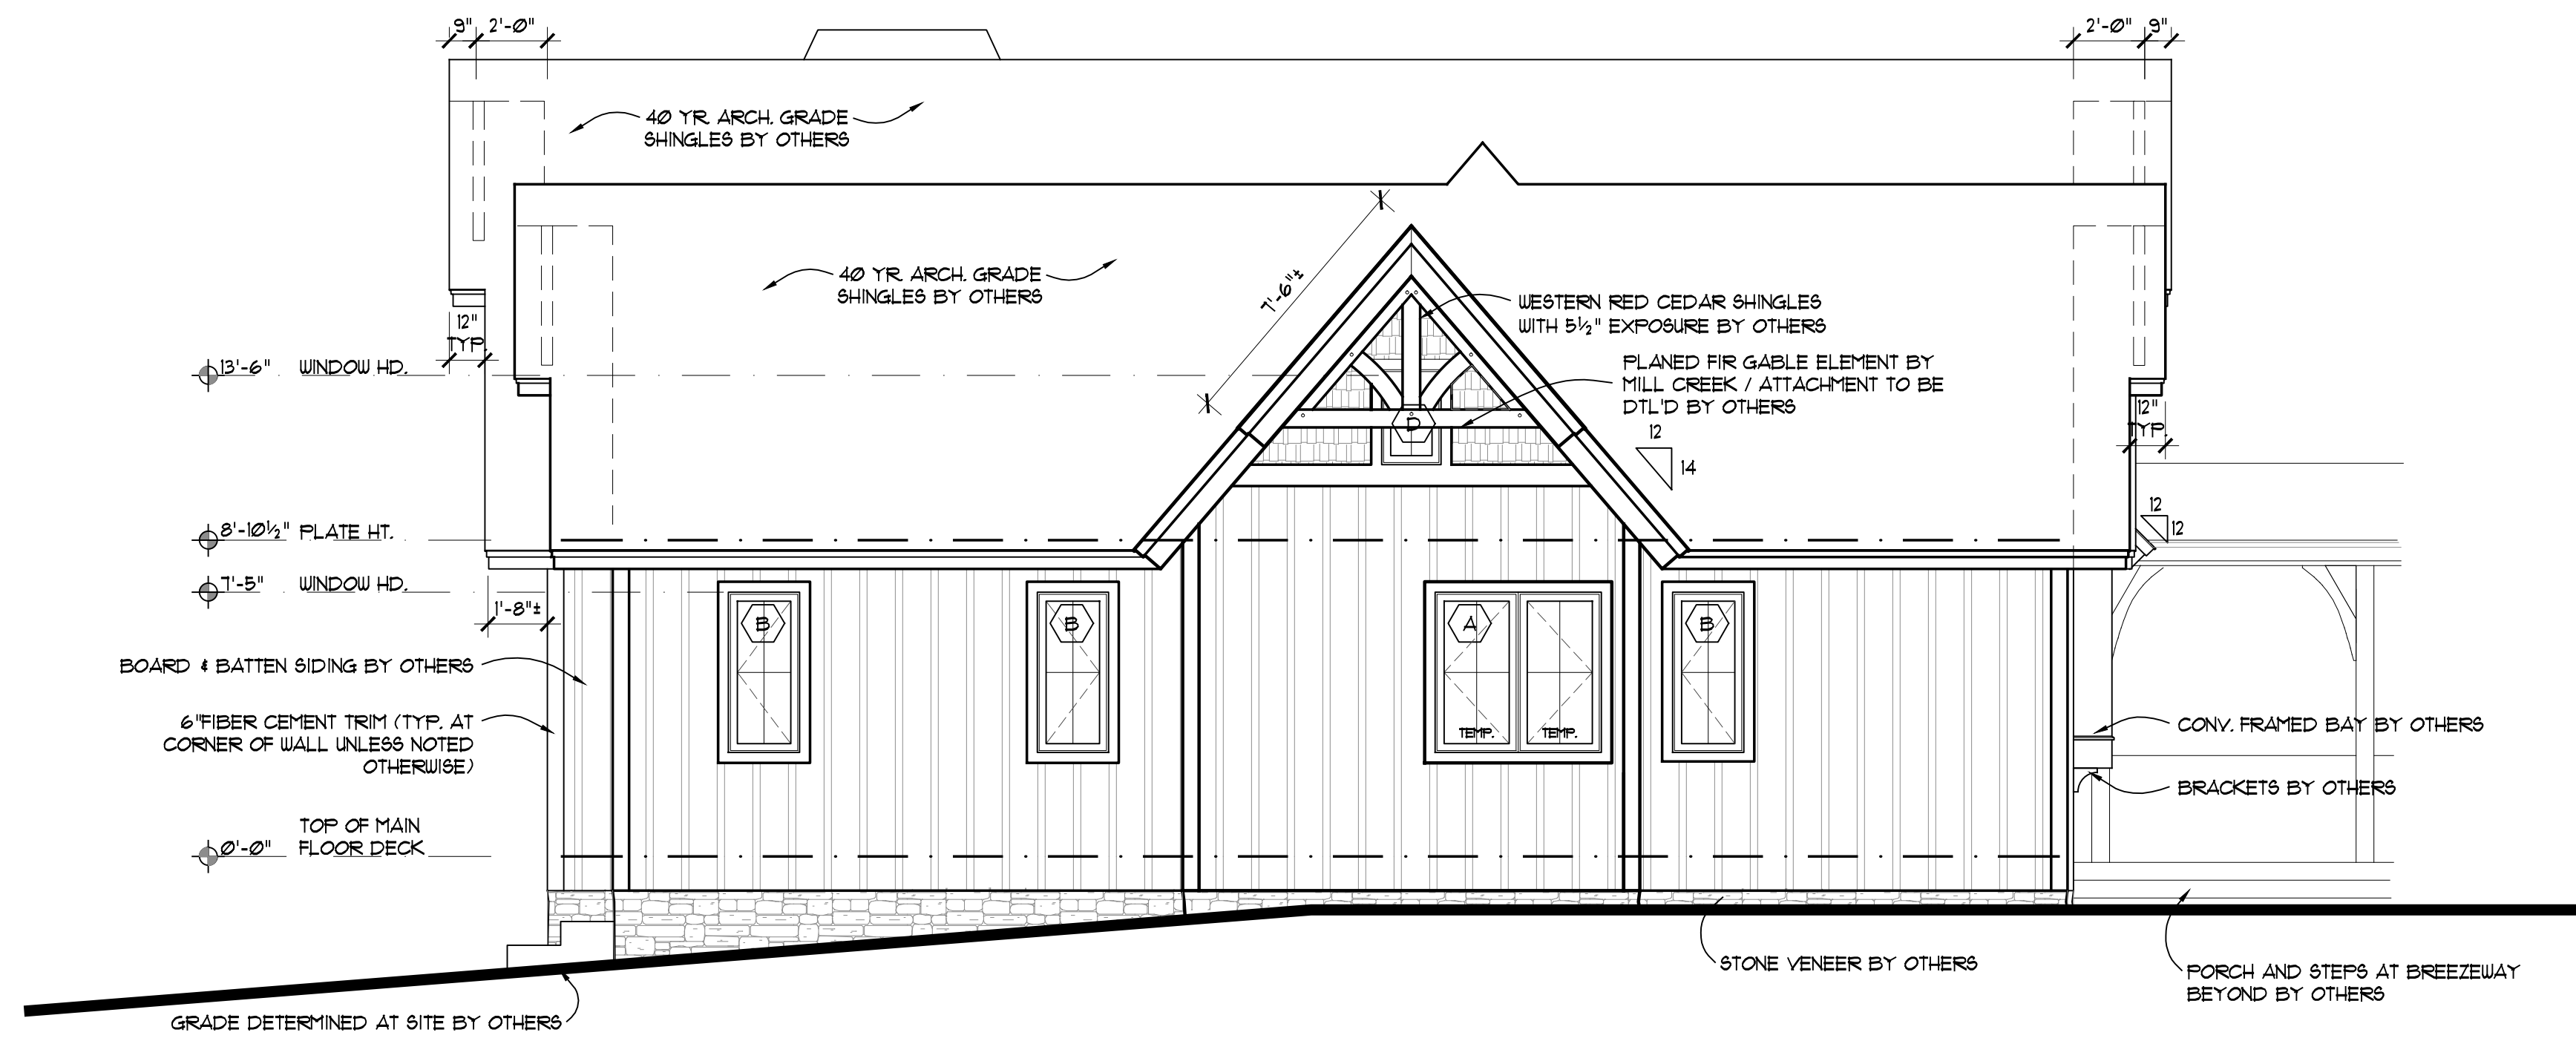 9" 2'-0"
2'-0" 9"
40 YR. ARCH. GRADE
SHINGLES BY OTHERS
40 YR. ARCH. GRADE
SHINGLES BY OTHERS
7'-6"±
WESTERN RED CEDAR SHINGLES
WITH 5½" EXPOSURE BY OTHERS
PLANED FIR GABLE ELEMENT BY
MILL CREEK / ATTACHMENT TO BE
DTL'D BY OTHERS
12"
TYP.
13'-6" WINDOW HD.
D
12
14
12"
TYP.
8'-10½" PLATE HT.
12
12
7'-5" WINDOW HD.
1'-8"±
B
B
A
B
TEMP.
TEMP.
BOARD & BATTEN SIDING BY OTHERS
6"FIBER CEMENT TRIM (TYP. AT
CORNER OF WALL UNLESS NOTED
OTHERWISE)
CONV. FRAMED BAY BY OTHERS
BRACKETS BY OTHERS
TOP OF MAIN
0'-0" FLOOR DECK
STONE VENEER BY OTHERS
PORCH AND STEPS AT BREEZEWAY
BEYOND BY OTHERS
GRADE DETERMINED AT SITE BY OTHERS